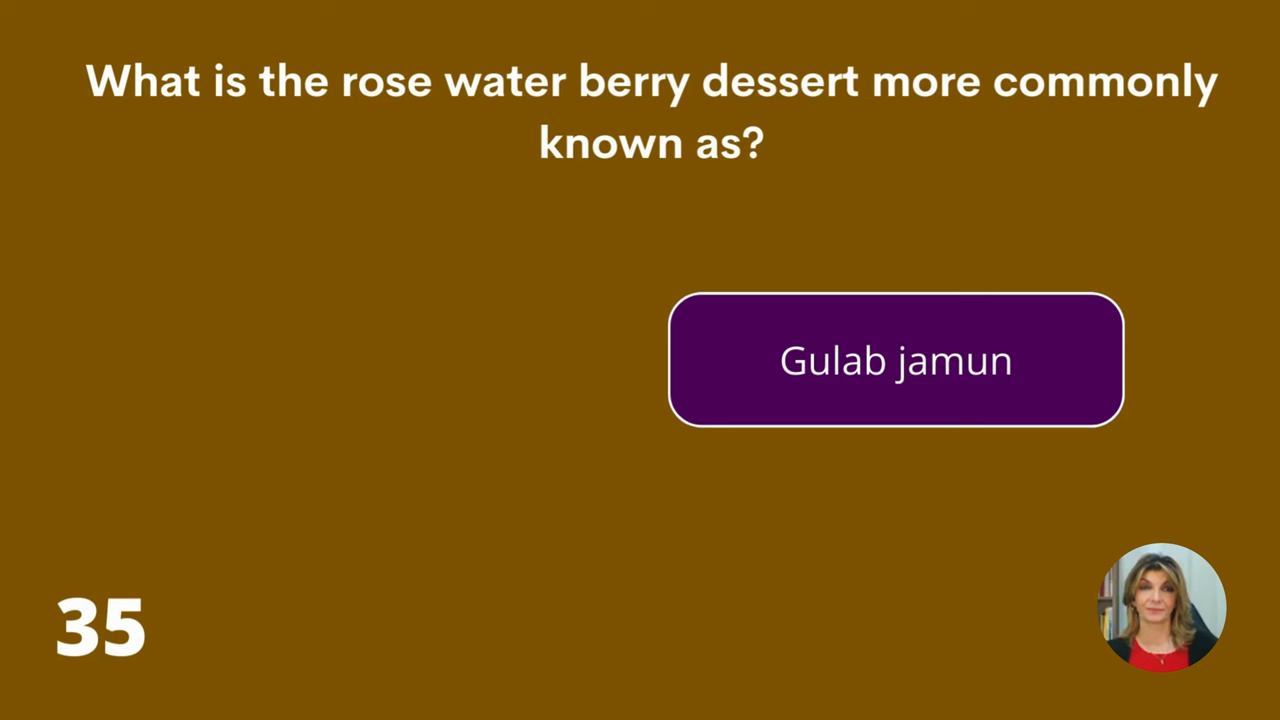 What is the rose water berry dessert more commonly
known as?
Gulab jamun
35